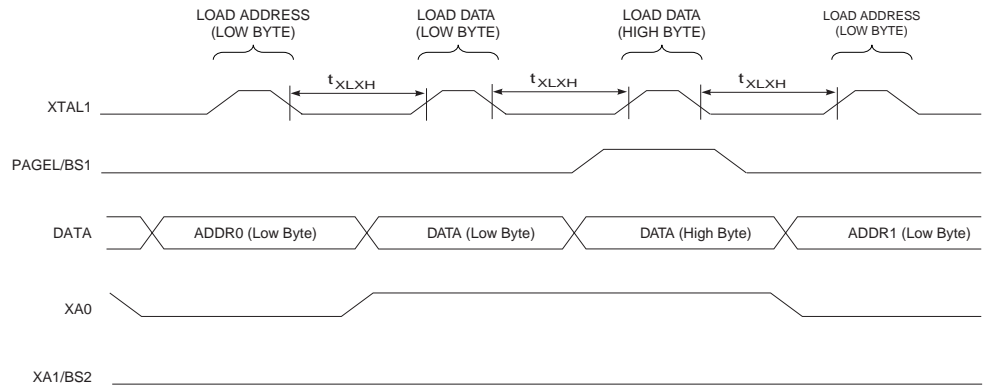 LOAD ADDRESS
(LOW BYTE)
LOAD DATA
(LOW BYTE)
LOAD DATA
(HIGH BYTE)
LOAD ADDRESS
(LOW BYTE)
tXLXH
tXLXH
tXLXH
XTAL1
PAGEL/BS1
DATA
ADDR0 (Low Byte)
DATA (Low Byte)
DATA (High Byte)
ADDR1 (Low Byte)
XA0
XA1/BS2